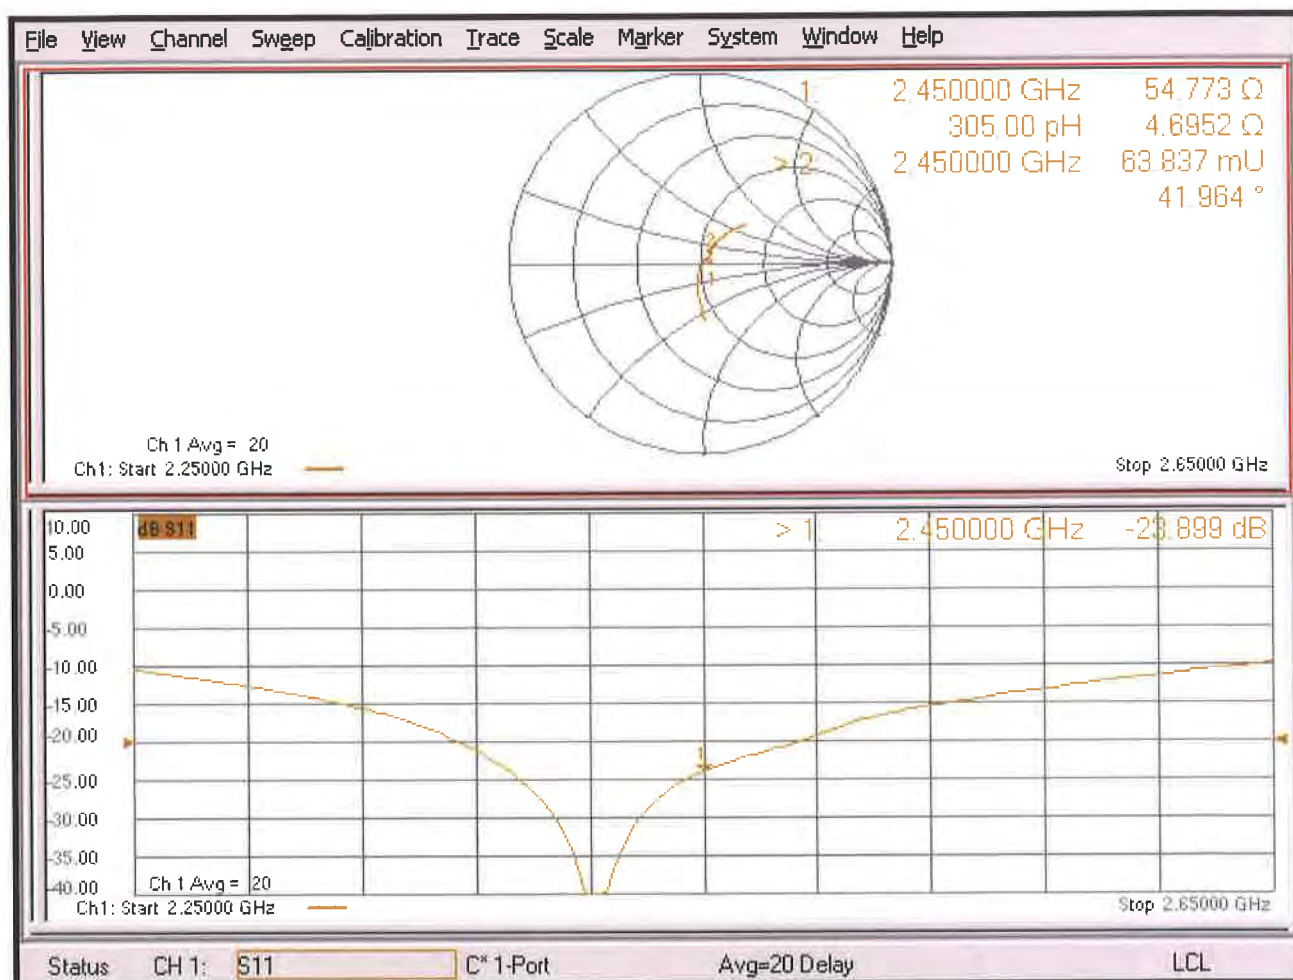 File View Channel Sweep Calibration Trace Scale Marker System Window Help
1: 2.450000 GHz 54.773 Ω
305.00 pH 4.6952 Ω
> 2: 2.450000 GHz 63.837 mU
41.964 °
2
1
Ch 1 Avg = 20
Ch1: Start 2.25000 GHz
Stop 2.65000 GHz
10.00
dB S11
> 1: 2.450000 GHz -23.899 dB
5.00
0.00
-5.00
-10.00
-15.00
-20.00
1
-25.00
-30.00
-35.00
-40.00
Ch 1 Avg = 20
Ch1: Start 2.25000 GHz
Stop 2.65000 GHz
Status CH 1: S11 C* 1-Port Avg=20 Delay LCL